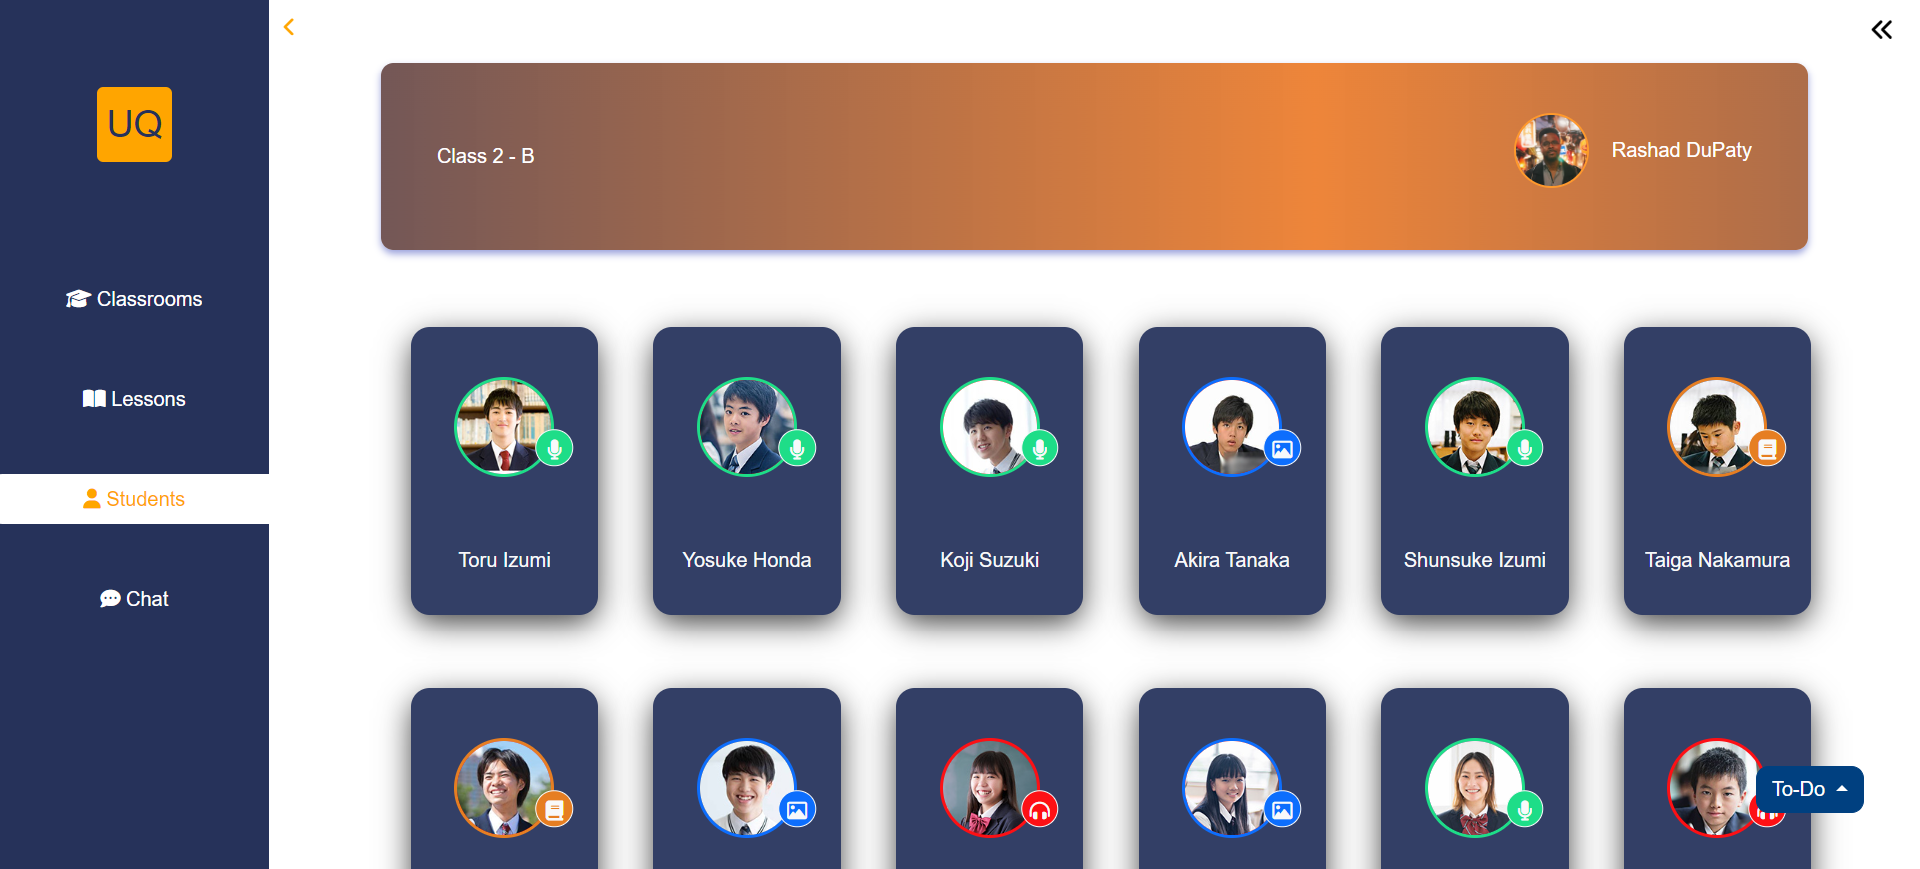 UQ
Classrooms
Lessons
Students
Chat
Class 2 - B
Rashad DuPaty
Toru Izumi
Yosuke Honda
Koji Suzuki
Akira Tanaka
Shunsuke Izumi
Taiga Nakamura
To-Do